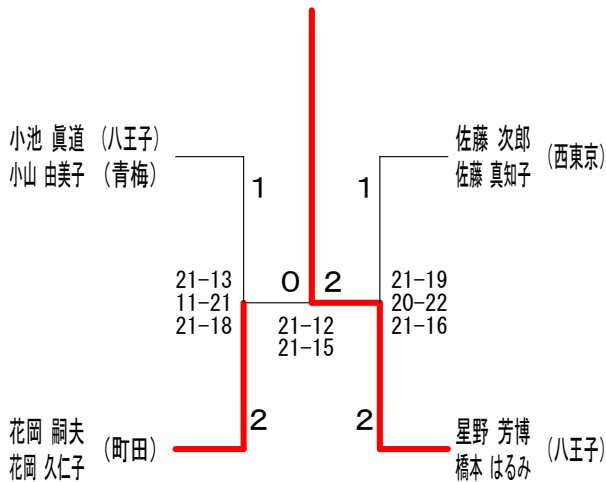 小池 眞道 (八王子)
小山 由美子 (青梅)
佐藤 次郎
佐藤 真知子
(西東京)
1
1
21-13
11-21
21-18
0 2
21-12
21-15
21-19
20-22
21-16
2
2
花岡 嗣夫
花岡 久仁子
(町田)
星野 芳博
橋本 はるみ
(八王子)